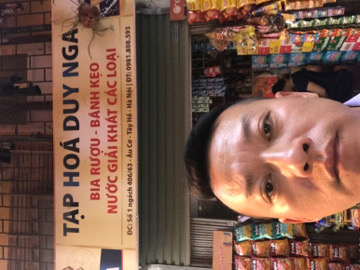 TẠP HOÁ DUY NGA
BIA RƯỢU - BÁNH KẸO
NƯỚC GIẢI KHÁT CÁC LOẠI
ĐC: Số 1 ngách 406/63 - Âu Cơ - Tây Hồ - Hà Nội | ĐT: 0981.808.593